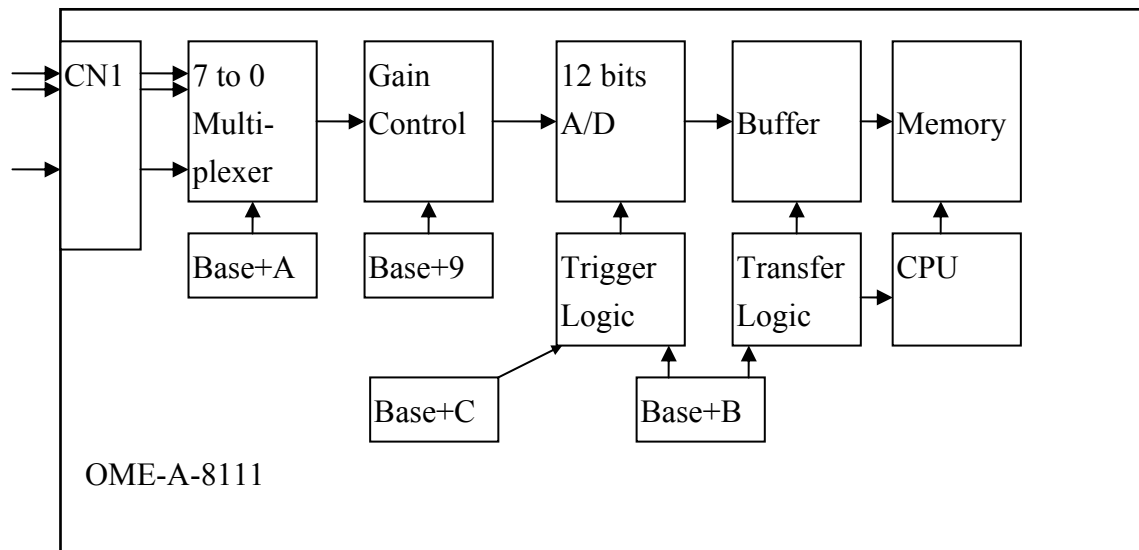 CN1
7 to 0
Multi-
plexer
Gain
Control
12 bits
A/D
Buffer
Memory
Base+A
Base+9
Trigger
Logic
Transfer
Logic
CPU
Base+C
Base+B
OME-A-8111